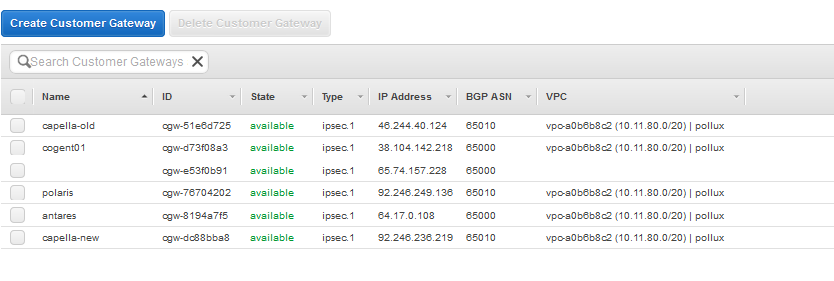 Create Customer Gateway Delete Customer Gateway
Search Customer Gateways
Name ID State Type IP Address BGP ASN VPC
capella-old cgw-51e6d725 available ipsec.1 46.244.40.124 65010 vpc-a0b6b8c2 (10.11.80.0/20) | pollux
cogent01 cgw-d73f08a3 available ipsec.1 38.104.142.218 65000 vpc-a0b6b8c2 (10.11.80.0/20) | pollux
cgw-e53f0b91 available ipsec.1 65.74.157.228 65000
polaris cgw-76704202 available ipsec.1 92.246.249.136 65010 vpc-a0b6b8c2 (10.11.80.0/20) | pollux
antares cgw-8194a7f5 available ipsec.1 64.17.0.108 65000 vpc-a0b6b8c2 (10.11.80.0/20) | pollux
capella-new cgw-dc88bba8 available ipsec.1 92.246.236.219 65010 vpc-a0b6b8c2 (10.11.80.0/20) | pollux